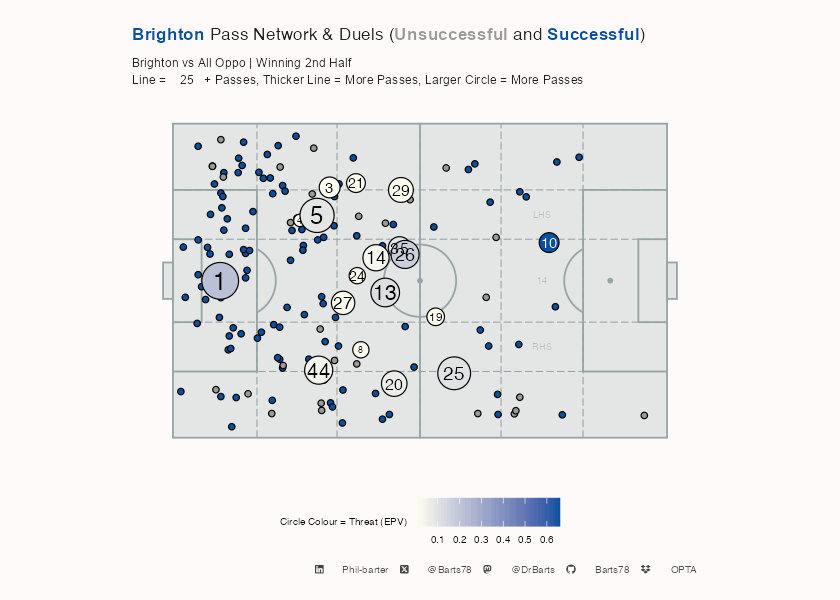 Brighton Pass Network & Duels (Unsuccessful and Successful)
Brighton vs All Oppo | Winning 2nd Half
Line = 25 + Passes, Thicker Line = More Passes, Larger Circle = More Passes
3 21 29
5
LHS
10
26
14
1
24
14
13
27
19
8
RHS
44
20
25
Circle Colour = Threat (EPV)
0.1 0.2 0.3 0.4 0.5 0.6
Phil-barter @Barts78 @DrBarts Barts78 OPTA